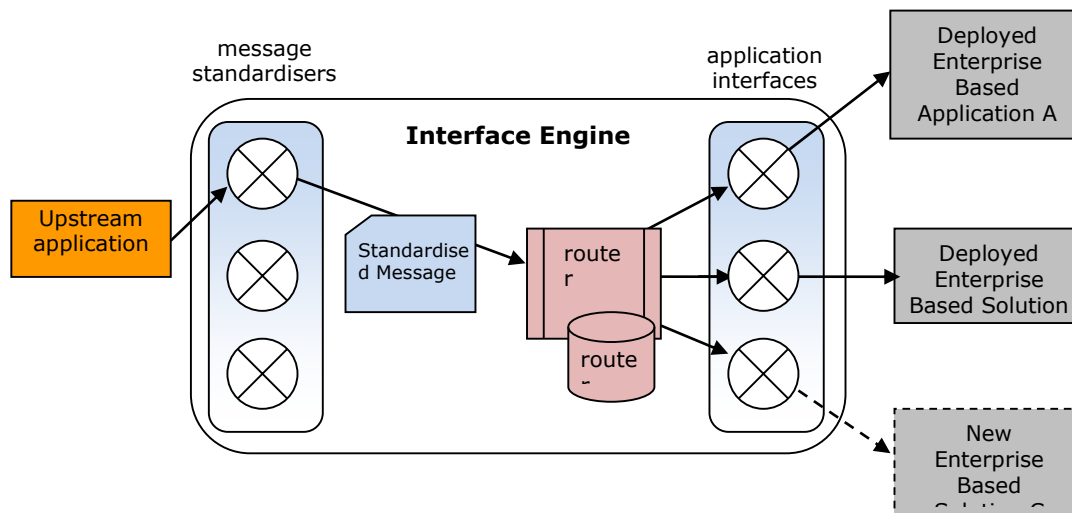 message
standardisers
application
interfaces
Deployed
Enterprise
Based
Application A
Interface Engine
Upstream
application
Standardise
d Message
route
r
route
Deployed
Enterprise
Based Solution
New
Enterprise
Based